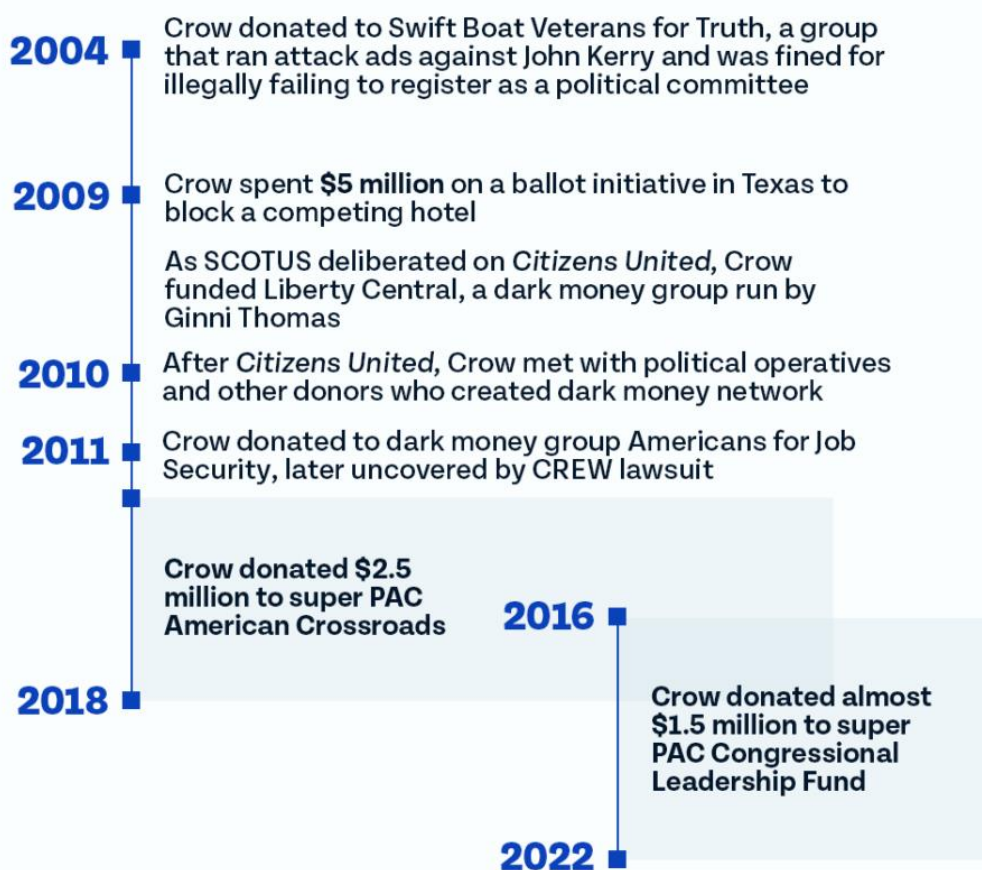 2004
Crow donated to Swift Boat Veterans for Truth, a group
that ran attack ads against John Kerry and was fined for
illegally failing to register as a political committee
2009
Crow spent $5 million on a ballot initiative in Texas to
block a competing hotel
As SCOTUS deliberated on Citizens United, Crow
funded Liberty Central, a dark money group run by
Ginni Thomas
2010
After Citizens United, Crow met with political operatives
and other donors who created dark money network
2011
Crow donated to dark money group Americans for Job
Security, later uncovered by CREW lawsuit
Crow donated $2.5
million to super PAC
American Crossroads
2018
2016
Crow donated almost
$1.5 million to super
PAC Congressional
Leadership Fund
2022